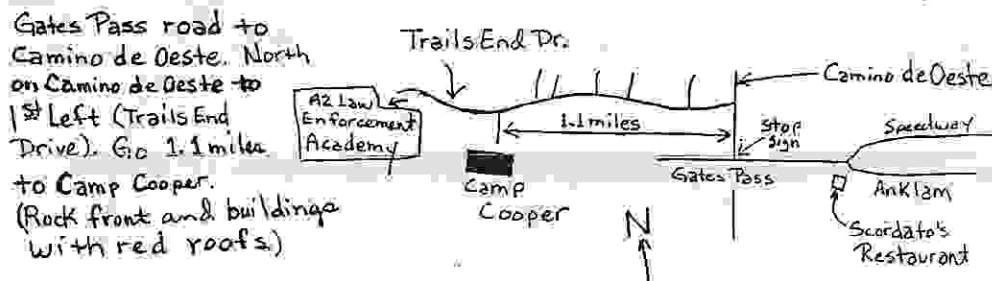 Gates Pass road to
Camino de Oeste. North
on Camino de Oeste to
1st Left (Trails End
Drive). Go 1.1 miles
to Camp Cooper.
(Rock front and buildings
with red roofs.)
Trails End Dr.
AZ Law
Enforcement
Academy
1.1 miles
Camp
Cooper
N
Camino de Oeste
Stop
Sign
Gates Pass
Speedway
Anklam
Scordato's
Restaurant